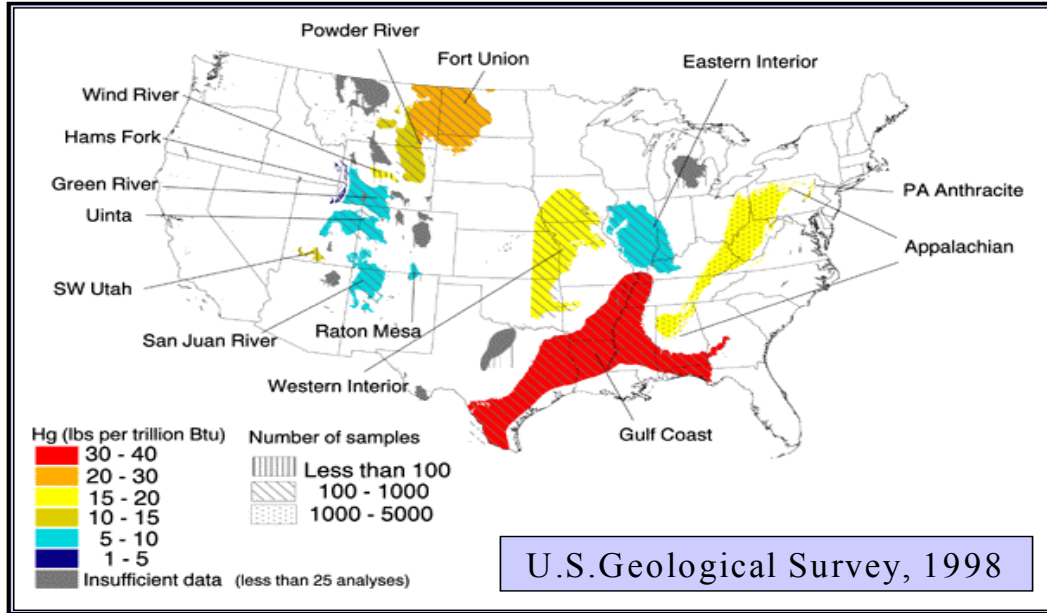 Powder River
Fort Union
Eastern Interior
Wind River
Hams Fork
Green River
Uinta
PA Anthracite
Appalachian
SW Utah
San Juan River
Raton Mesa
Western Interior
Gulf Coast
Hg (lbs per trillion Btu)
30 - 40
20 - 30
15 - 20
10 - 15
5 - 10
1 - 5
Insufficient data (less than 25 analyses)
Number of samples
Less than 100
100 - 1000
1000 - 5000
U.S.Geological Survey, 1998